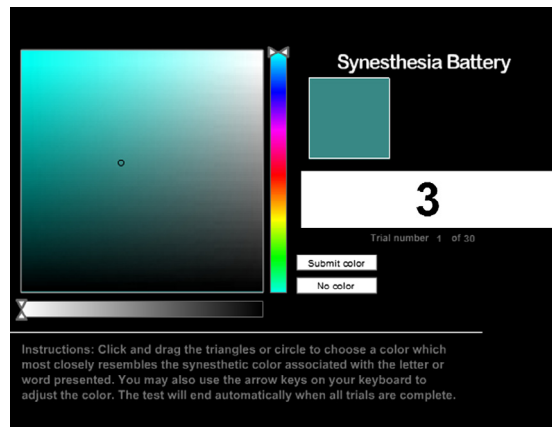 Synesthesia Battery
3
Trial number 1 of 30
Submit color
No color
Instructions: Click and drag the triangles or circle to choose a color which
most closely resembles the synesthetic color associated with the letter or
word presented. You may also use the arrow keys on your keyboard to
adjust the color. The test will end automatically when all trials are complete.